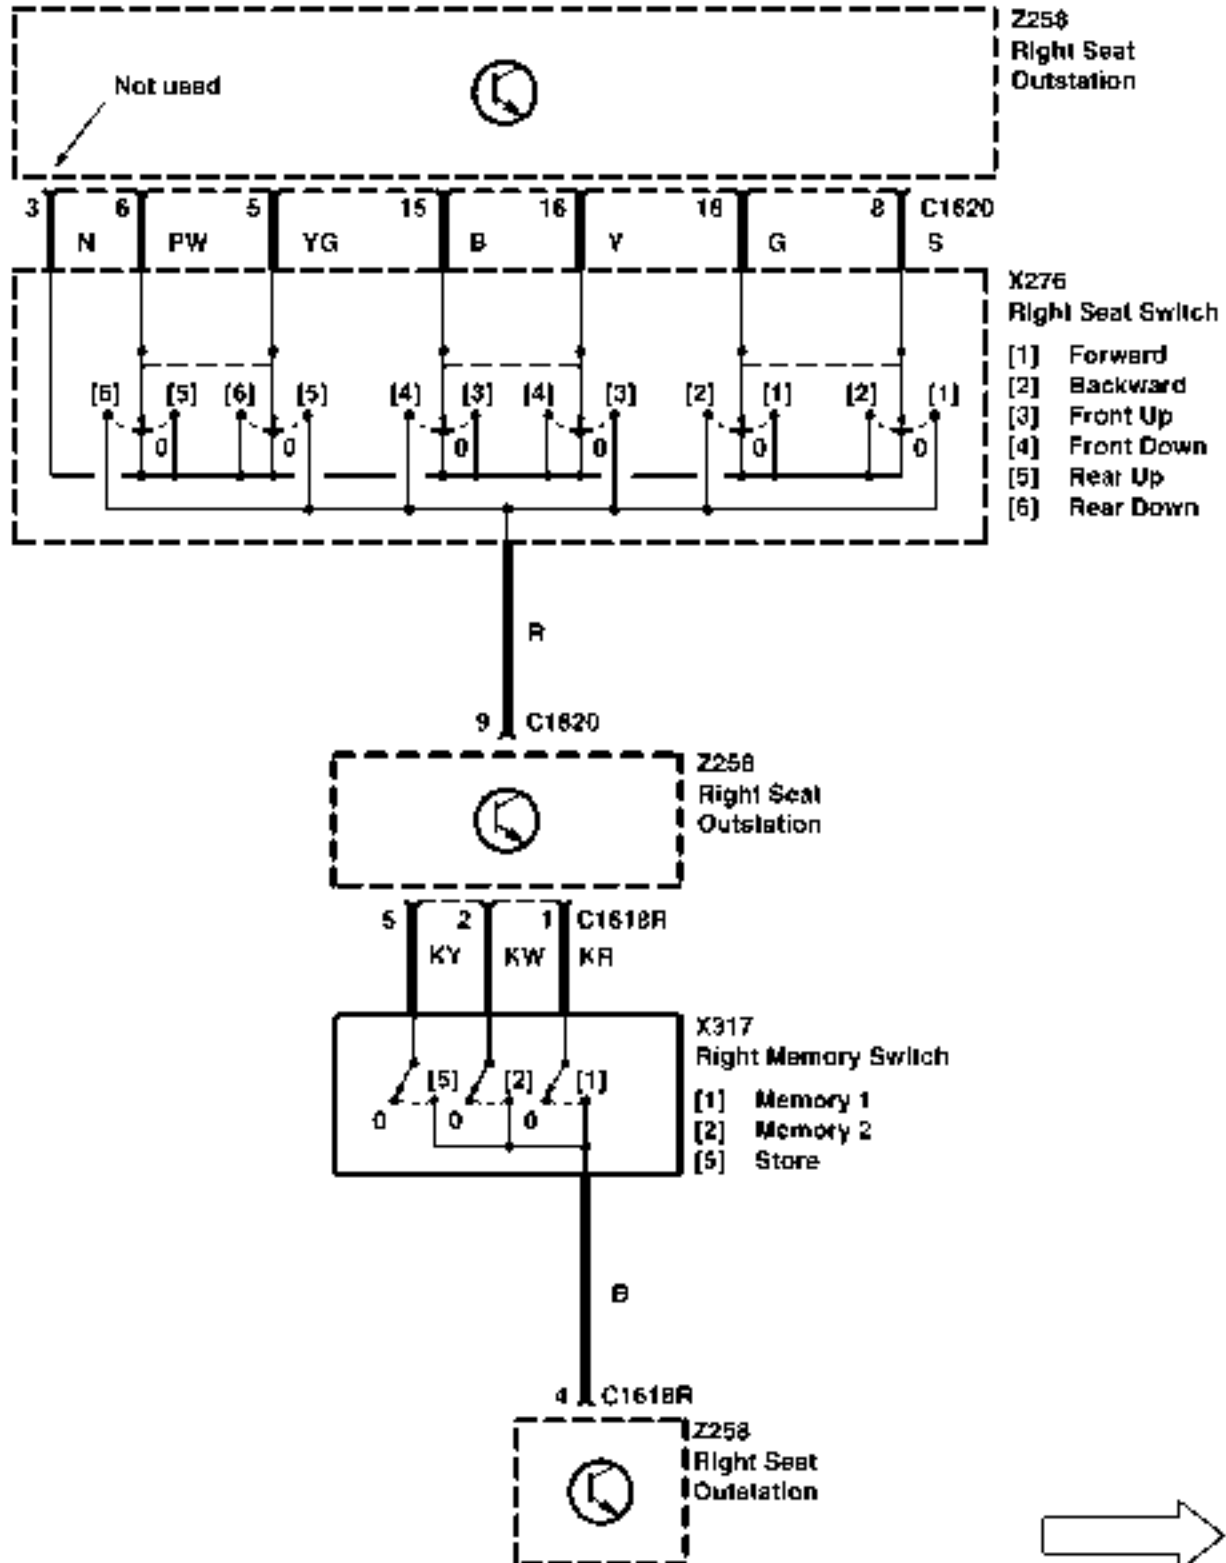 Z258
Right Seat
Outstation
Not used
3 6 5 15 16 18 8 C1620
N PW YG B Y G S
X276
Right Seat Switch
[1] Forward
[2] Backward
[3] Front Up
[4] Front Down
[5] Rear Up
[6] Rear Down
[6] [5] [6] [5] [4] [3] [4] [3] [2] [1] [2] [1]
0 0 0 0 0 0
R
9 C1620
Z258
Right Seat
Outstation
5 2 1 C1618R
KY KW KR
X317
Right Memory Switch
[1] Memory 1
[2] Memory 2
[5] Store
[5] [2] [1]
0 0 0
B
4 C1618R
Z258
Right Seat
Outstation